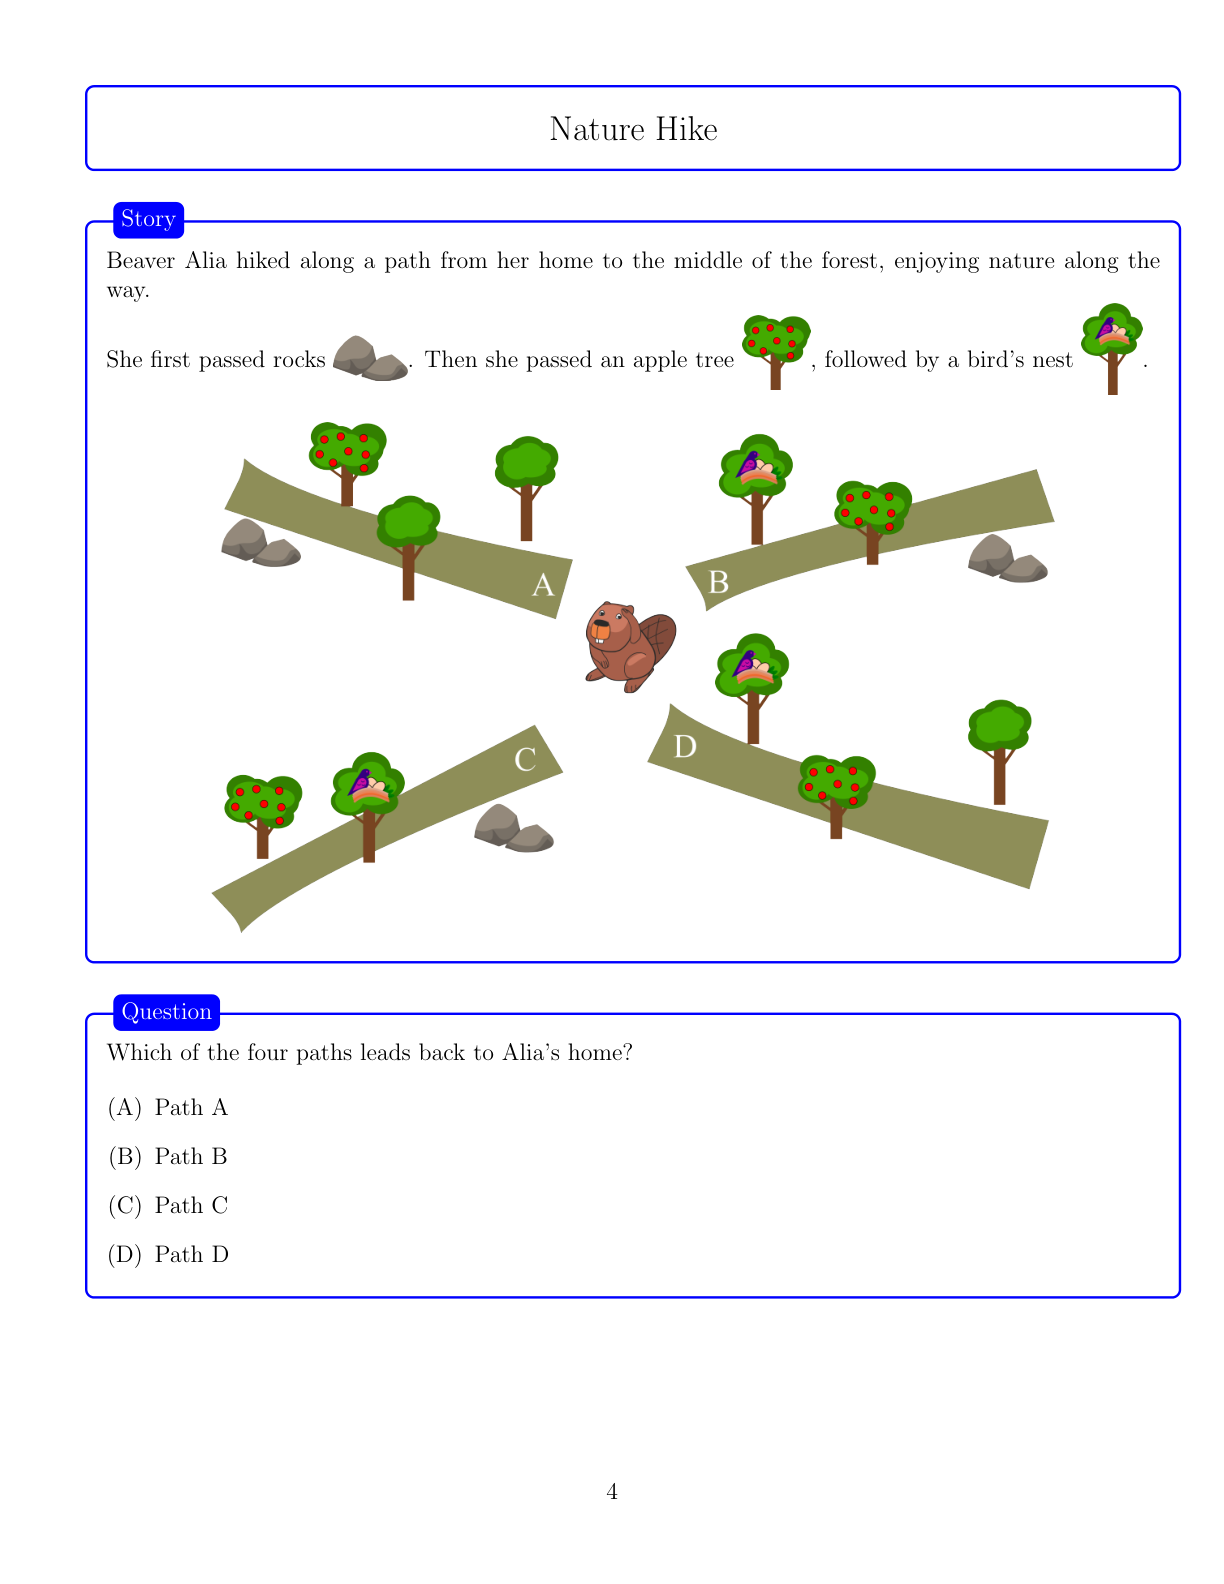 Nature Hike
Story
Beaver Alia hiked along a path from her home to the middle of the forest, enjoying nature along the
way.
She first passed rocks . Then she passed an apple tree , followed by a bird's nest .
A
B
C
D
Question
Which of the four paths leads back to Alia's home?
(A) Path A
(B) Path B
(C) Path C
(D) Path D
4